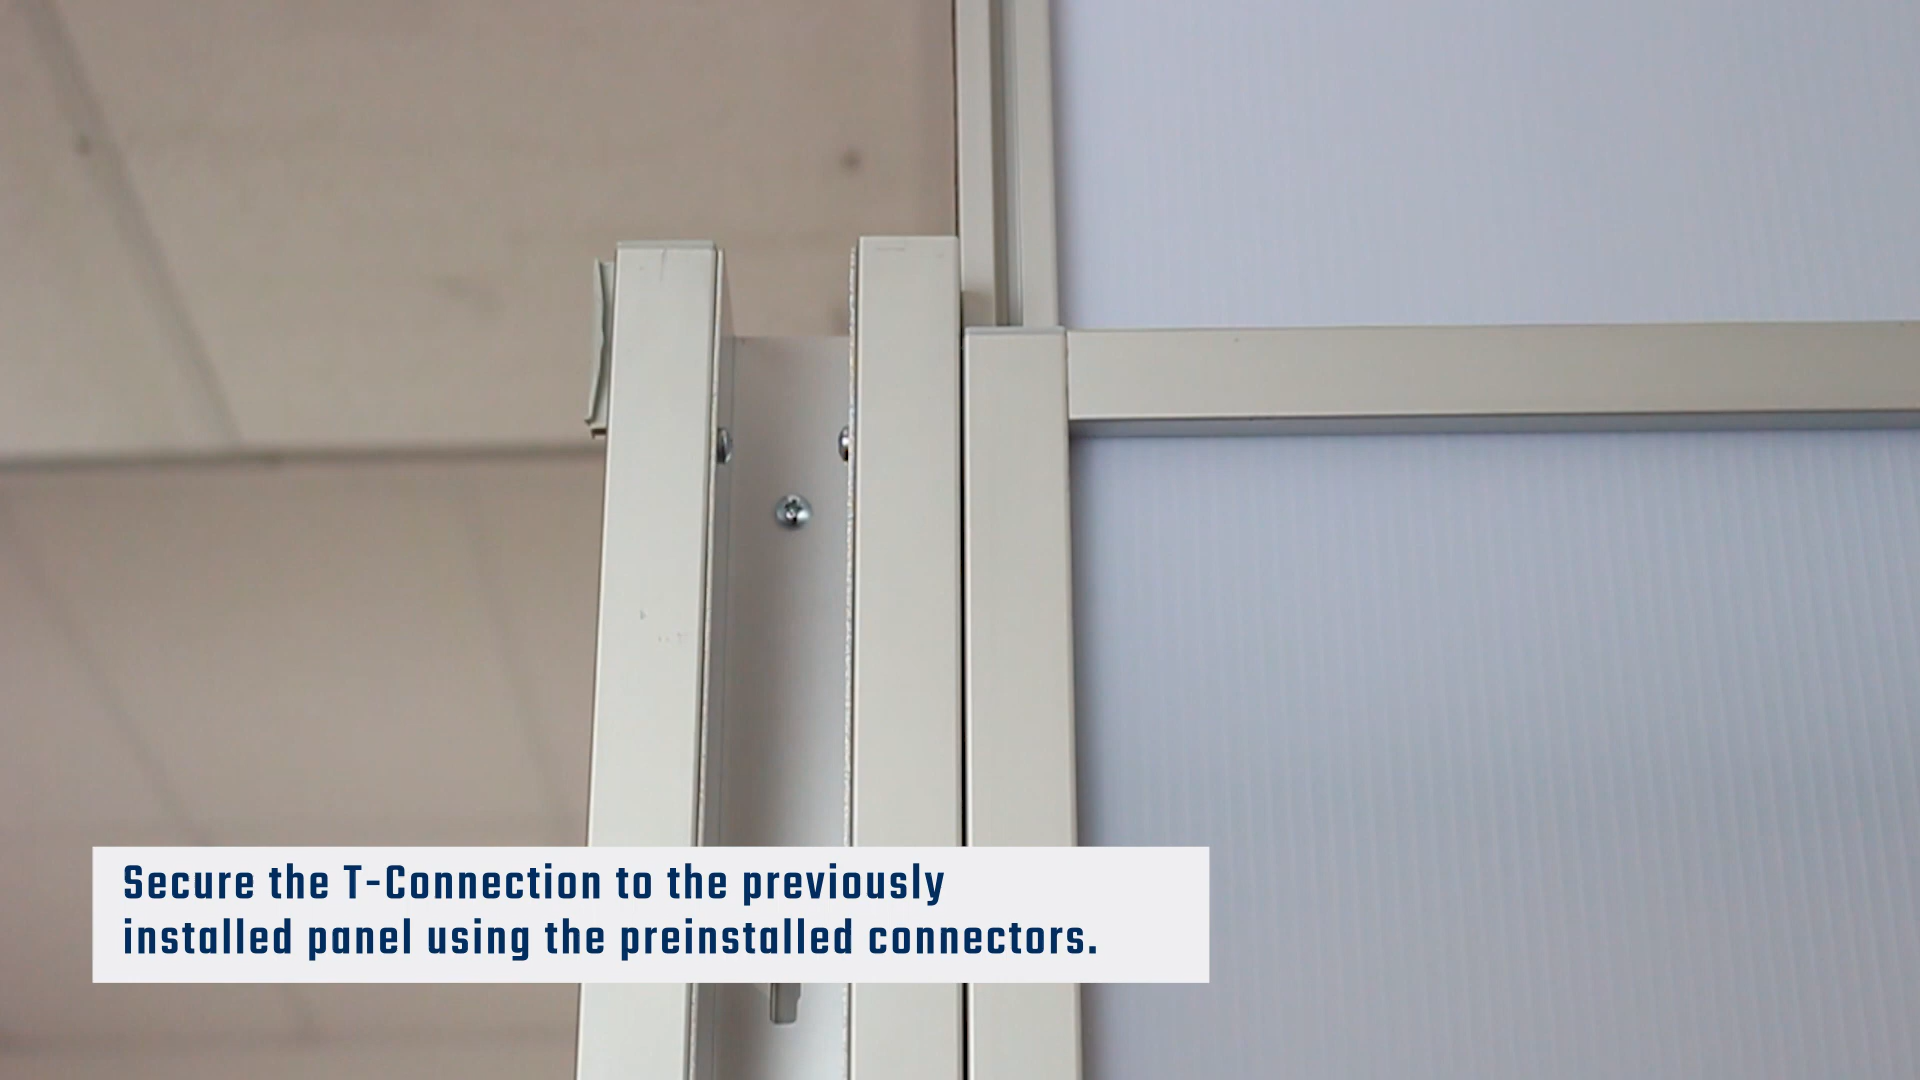 Secure the T-Connection to the previously
installed panel using the preinstalled connectors.